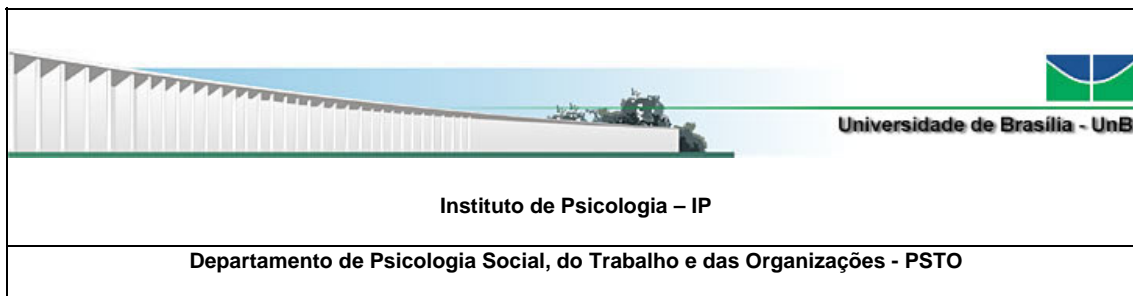 Universidade de Brasília - UnB
Instituto de Psicologia – IP
Departamento de Psicologia Social, do Trabalho e das Organizações - PSTO